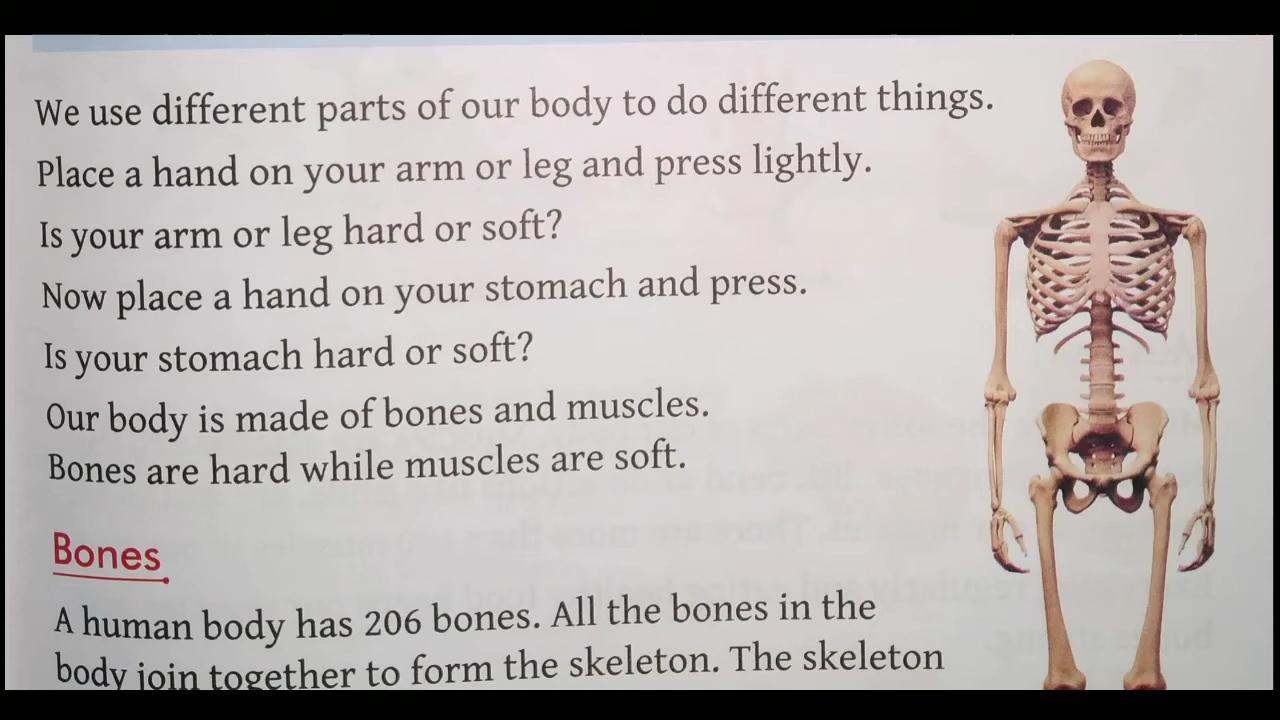 We use different parts of our body to do different things.
Place a hand on your arm or leg and press lightly.
Is your arm or leg hard or soft?
Now place a hand on your stomach and press.
Is your stomach hard or soft?
Our body is made of bones and muscles.
Bones are hard while muscles are soft.
Bones
A human body has 206 bones. All the bones in the
body join together to form the skeleton. The skeleton